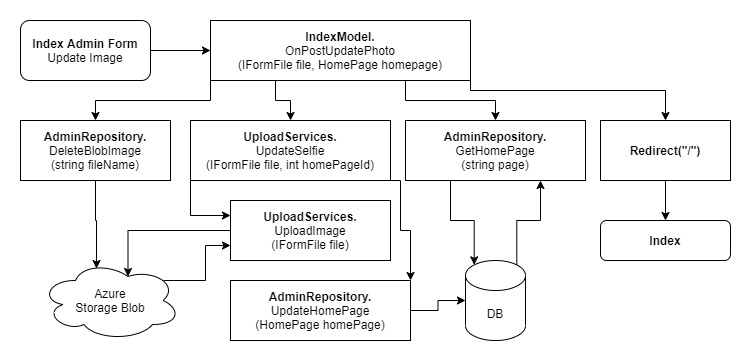 Index Admin Form
Update Image
IndexModel.
OnPostUpdatePhoto
(IFormFile file, HomePage homepage)
AdminRepository.
DeleteBlobImage
(string fileName)
UploadServices.
UpdateSelfie
(IFormFile file, int homePageId)
AdminRepository.
GetHomePage
(string page)
Redirect("/")
UploadServices.
UploadImage
(IFormFile file)
Index
Azure
Storage Blob
AdminRepository.
UpdateHomePage
(HomePage homePage)
DB